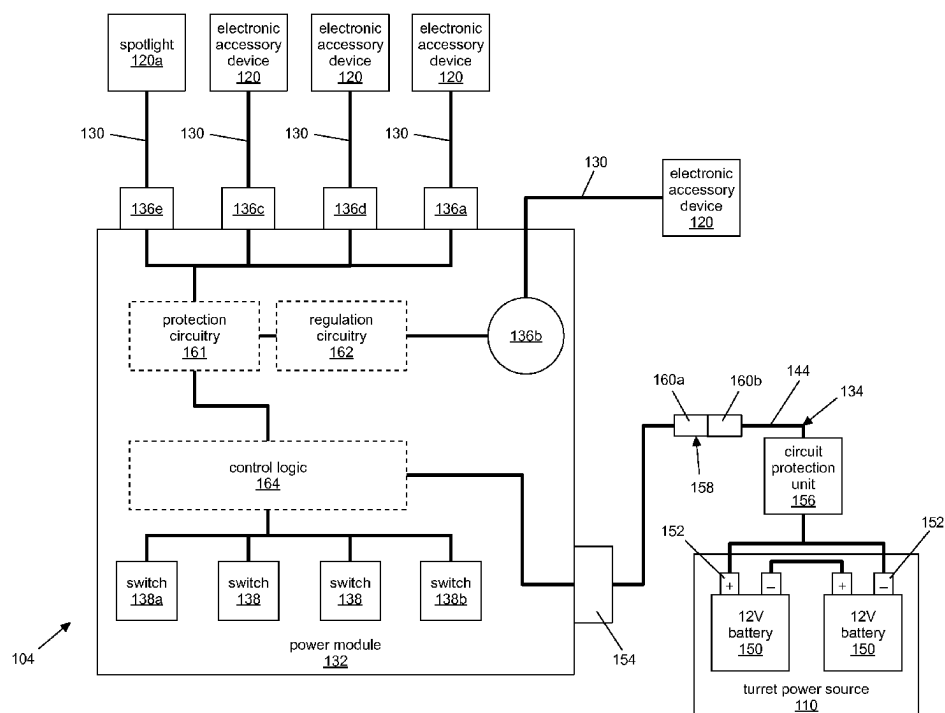 spotlight
120a
electronic
accessory
device
120
electronic
accessory
device
120
electronic
accessory
device
120
130
130
130
130
130
electronic
accessory
device
120
136e
136c
136d
136a
protection
circuitry
161
regulation
circuitry
162
136b
160a
160b
144
134
158
control logic
164
circuit
protection
unit
156
152
152
switch
138a
switch
138
switch
138
switch
138b
+
−
+
−
12V
battery
150
12V
battery
150
154
104
power module
132
turret power source
110